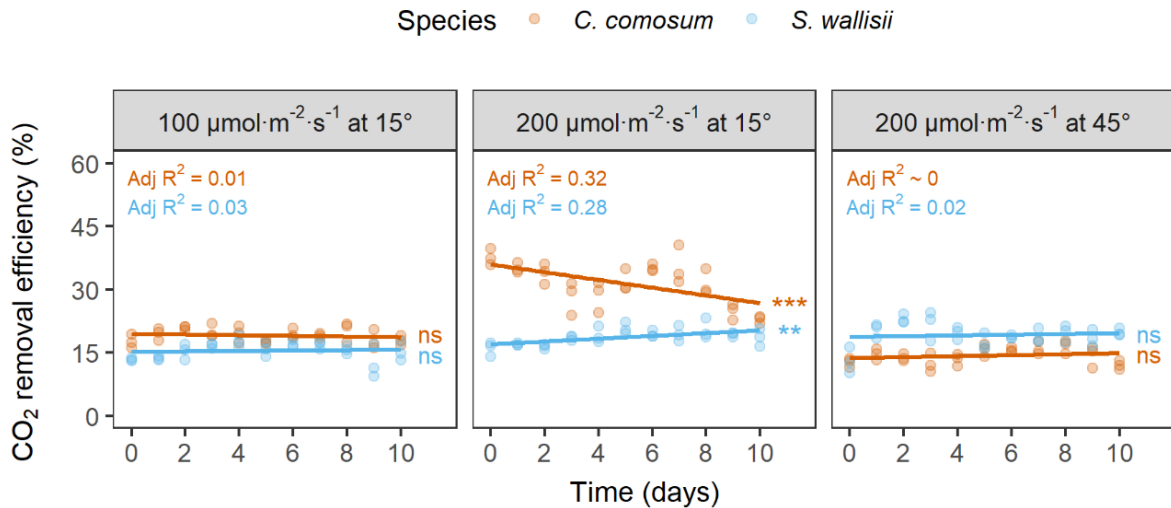 Species C. comosum S. wallisii
100 µmol·m⁻²·s⁻¹ at 15°
200 µmol·m⁻²·s⁻¹ at 15°
200 µmol·m⁻²·s⁻¹ at 45°
CO₂ removal efficiency (%)
60
45
30
15
0
Adj R² = 0.01
Adj R² = 0.03
ns
ns
Adj R² = 0.32
Adj R² = 0.28
***
**
Adj R² ~ 0
Adj R² = 0.02
ns
ns
0 2 4 6 8 10
0 2 4 6 8 10
0 2 4 6 8 10
Time (days)